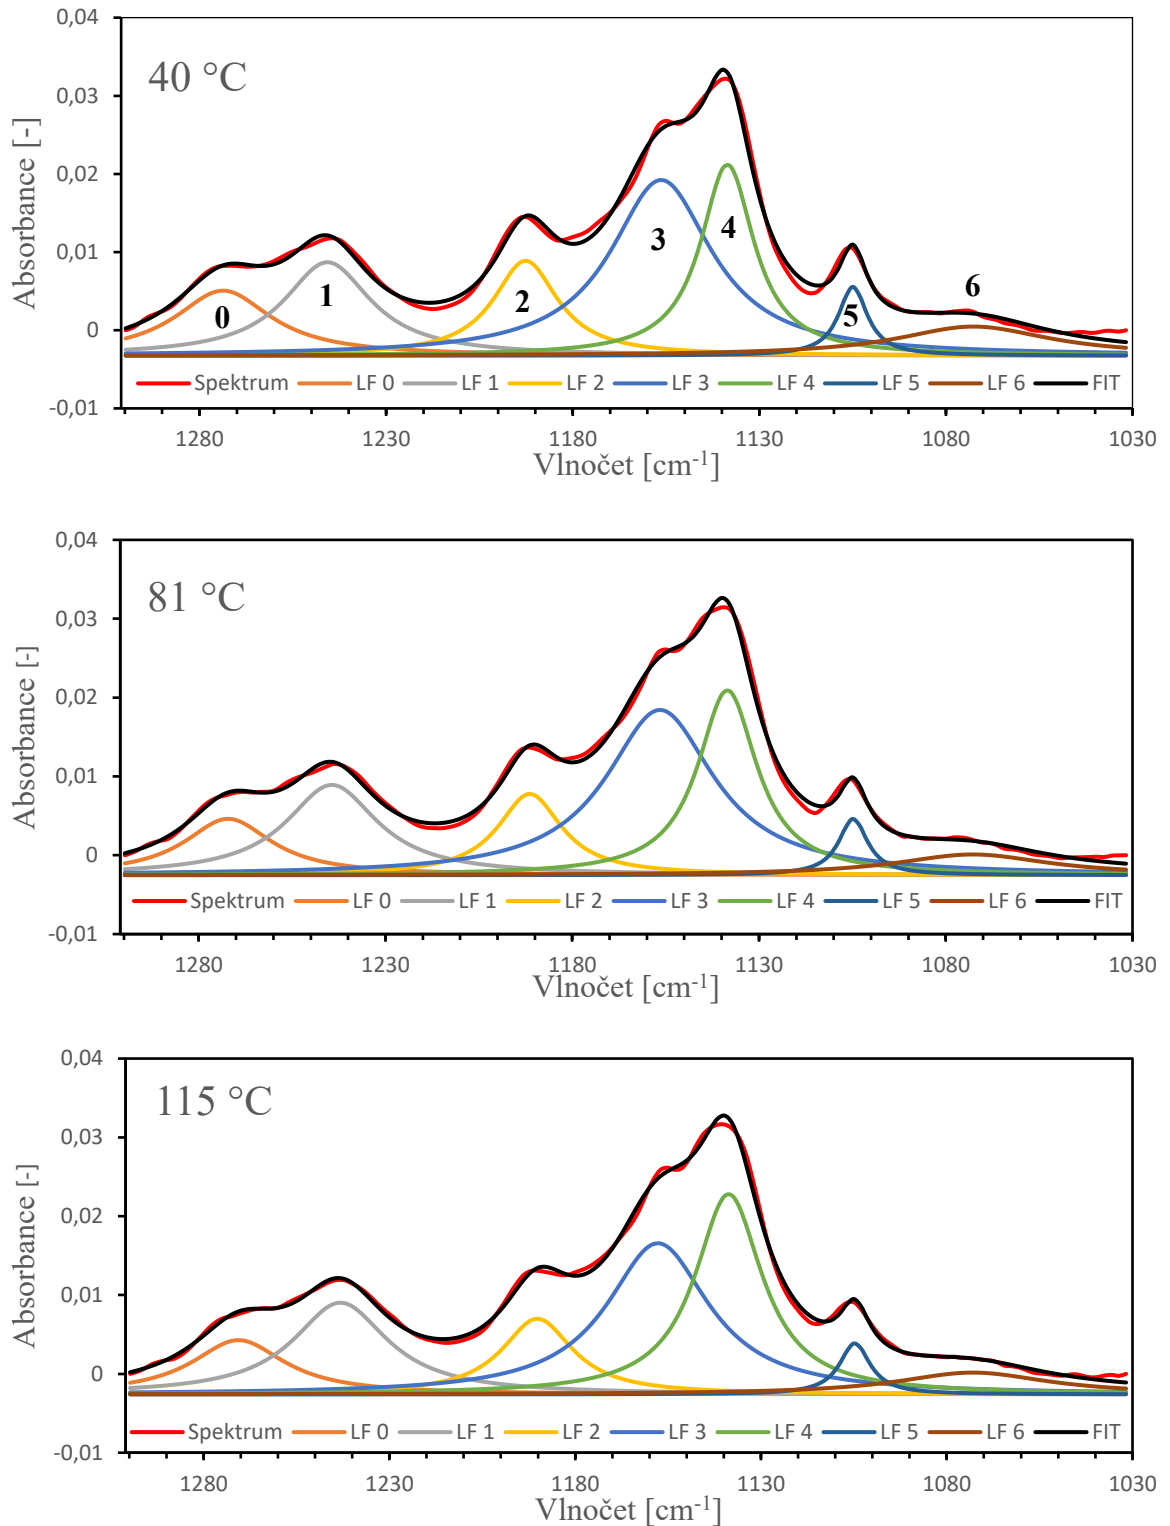 0,04
40 °C
0,03
0,02
0,01
0
-0,01
Absorbance [-]
0 1 2 3 4 5 6
Spektrum LF 0 LF 1 LF 2 LF 3 LF 4 LF 5 LF 6 FIT
1280 1230 1180 1130 1080 1030
Vlnočet [cm⁻¹]
0,04
81 °C
0,03
0,02
0,01
0
-0,01
Absorbance [-]
Spektrum LF 0 LF 1 LF 2 LF 3 LF 4 LF 5 LF 6 FIT
1280 1230 1180 1130 1080 1030
Vlnočet [cm⁻¹]
0,04
115 °C
0,03
0,02
0,01
0
-0,01
Absorbance [-]
Spektrum LF 0 LF 1 LF 2 LF 3 LF 4 LF 5 LF 6 FIT
1280 1230 1180 1130 1080 1030
Vlnočet [cm⁻¹]